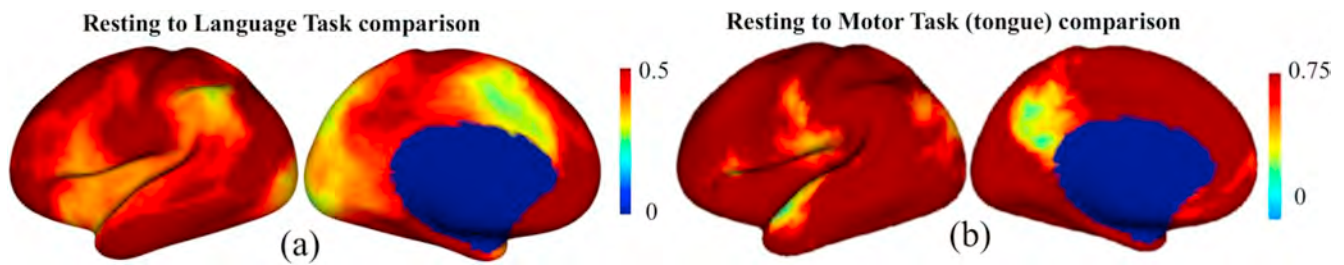 Resting to Language Task comparison
0.5
0
(a)
Resting to Motor Task (tongue) comparison
0.75
0
(b)